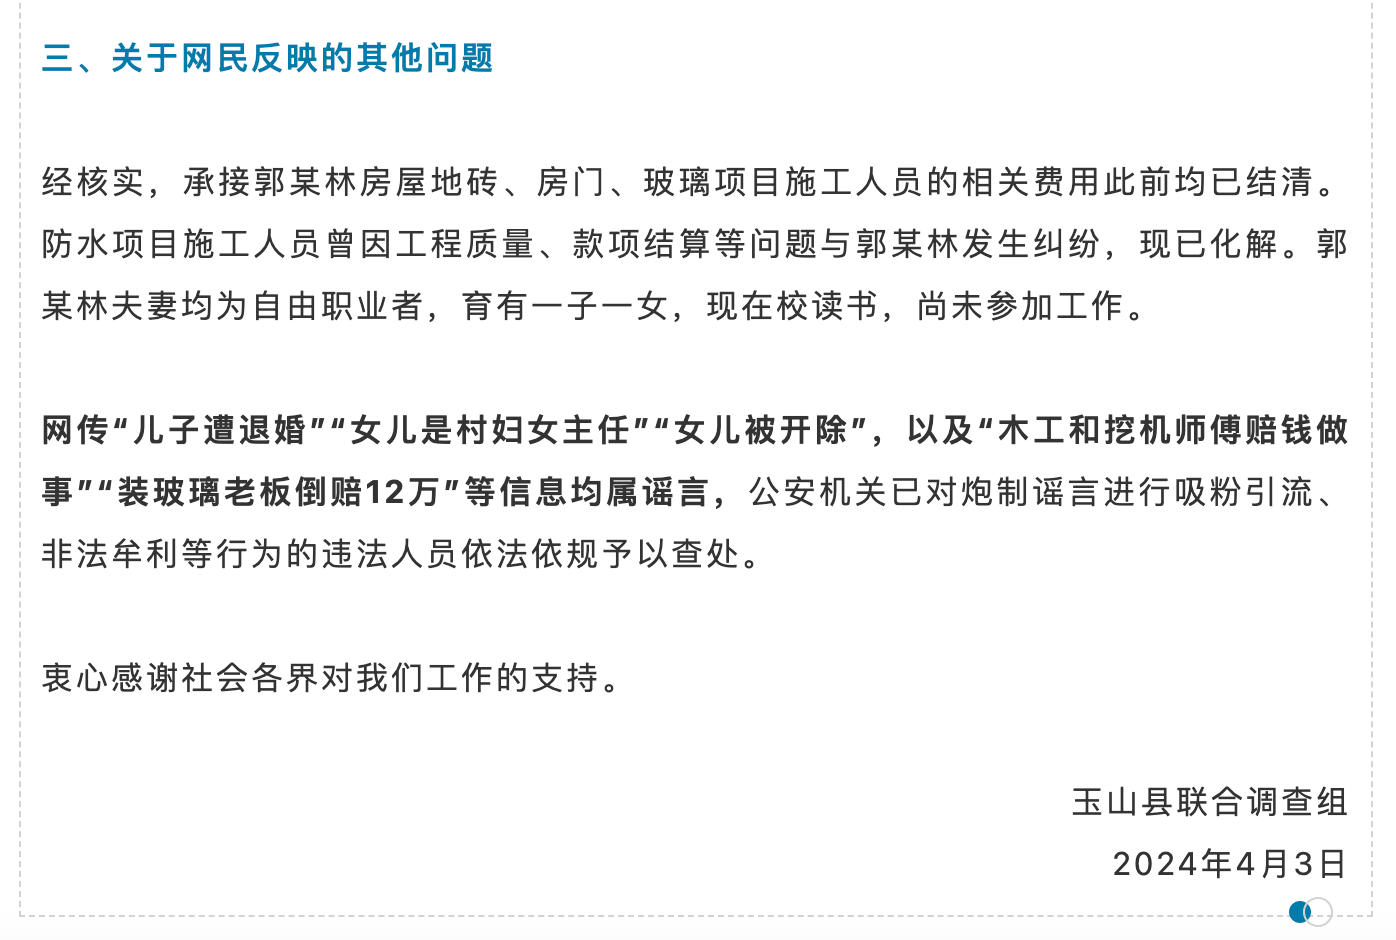 三、关于网民反映的其他问题
经核实，承接郭某林房屋地砖、房门、玻璃项目施工人员的相关费用此前均已结清。
防水项目施工人员曾因工程质量、款项结算等问题与郭某林发生纠纷，现已化解。郭
某林夫妻均为自由职业者，育有一子一女，现在校读书，尚未参加工作。
网传“儿子遭退婚”“女儿是村妇女主任”“女儿被开除”，以及“木工和挖机师傅赔钱做
事”“装玻璃老板倒赔12万”等信息均属谣言，公安机关已对炮制谣言进行吸粉引流、
非法牟利等行为的违法人员依法依规予以查处。
衷心感谢社会各界对我们工作的支持。
玉山县联合调查组
2024年4月3日